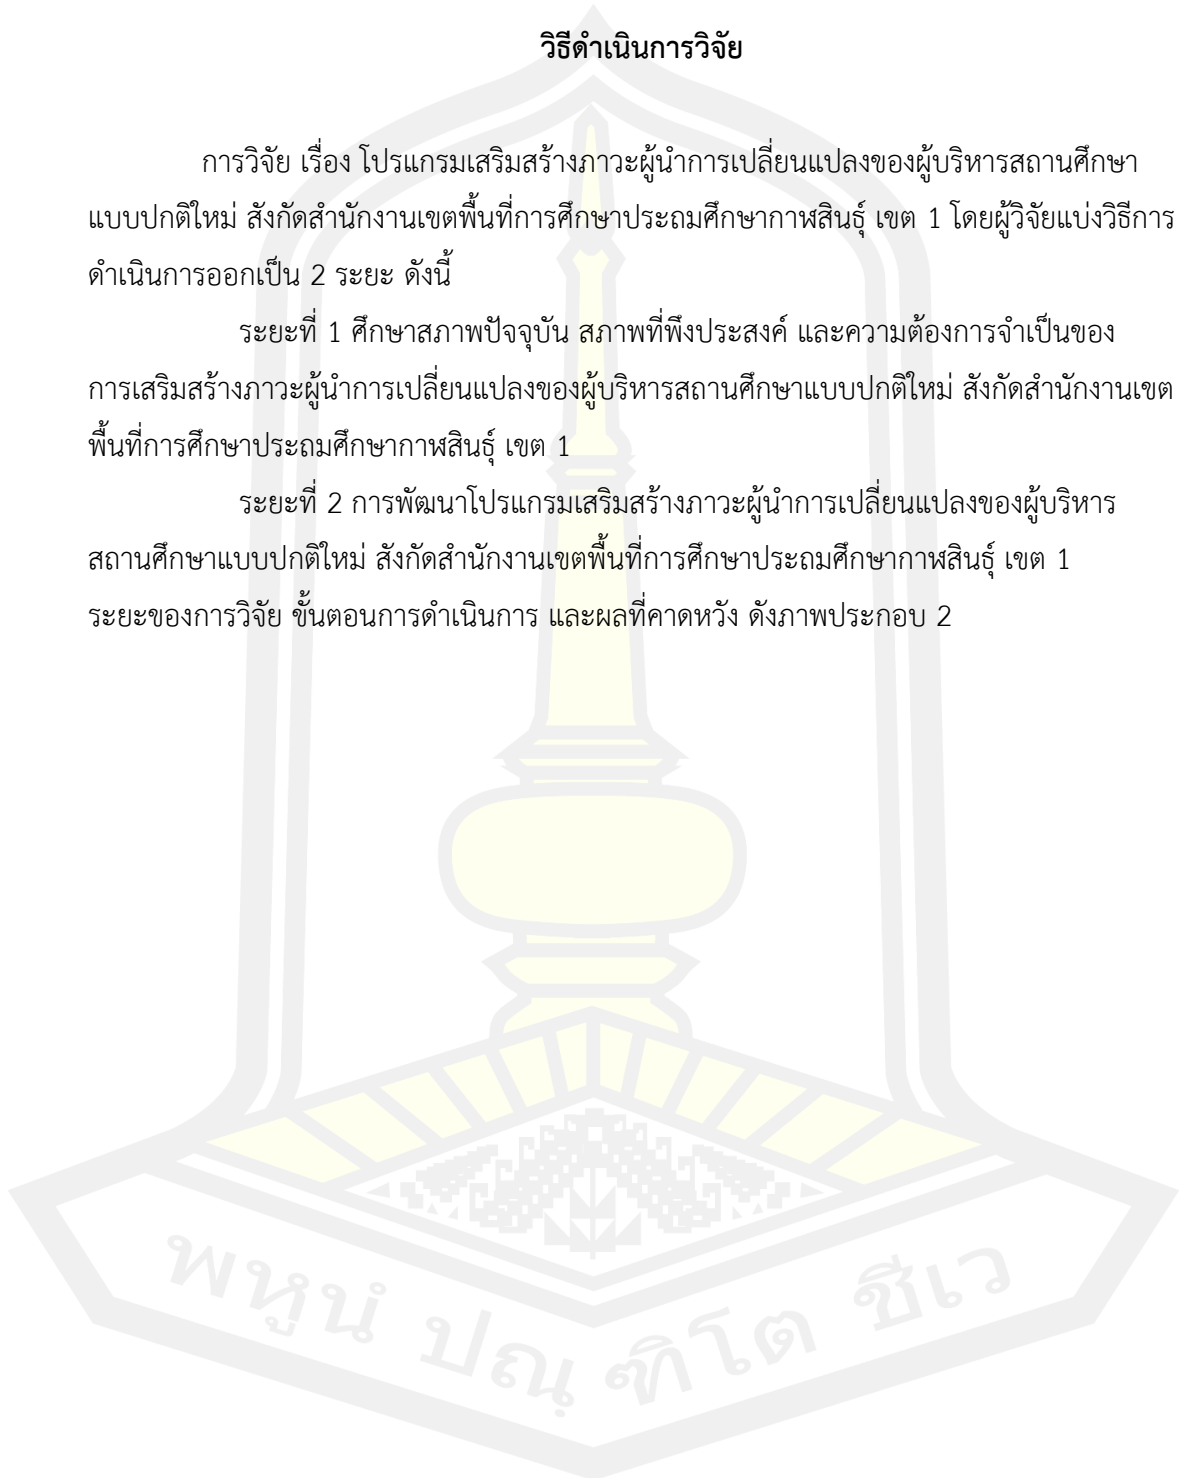 วิธีดำเนินการวิจัย
การวิจัย เรื่อง โปรแกรมเสริมสร้างภาวะผู้นำการเปลี่ยนแปลงของผู้บริหารสถานศึกษา
แบบปกติใหม่ สังกัดสำนักงานเขตพื้นที่การศึกษาประถมศึกษากาฬสินธุ์ เขต 1 โดยผู้วิจัยแบ่งวิธีการ
ดำเนินการออกเป็น 2 ระยะ ดังนี้
ระยะที่ 1 ศึกษาสภาพปัจจุบัน สภาพที่พึงประสงค์ และความต้องการจำเป็นของ
การเสริมสร้างภาวะผู้นำการเปลี่ยนแปลงของผู้บริหารสถานศึกษาแบบปกติใหม่ สังกัดสำนักงานเขต
พื้นที่การศึกษาประถมศึกษากาฬสินธุ์ เขต 1
ระยะที่ 2 การพัฒนาโปรแกรมเสริมสร้างภาวะผู้นำการเปลี่ยนแปลงของผู้บริหาร
สถานศึกษาแบบปกติใหม่ สังกัดสำนักงานเขตพื้นที่การศึกษาประถมศึกษากาฬสินธุ์ เขต 1
ระยะของการวิจัย ขั้นตอนการดำเนินการ และผลที่คาดหวัง ดังภาพประกอบ 2
พหูนํ ปณฺ ฑิโต ชีเว